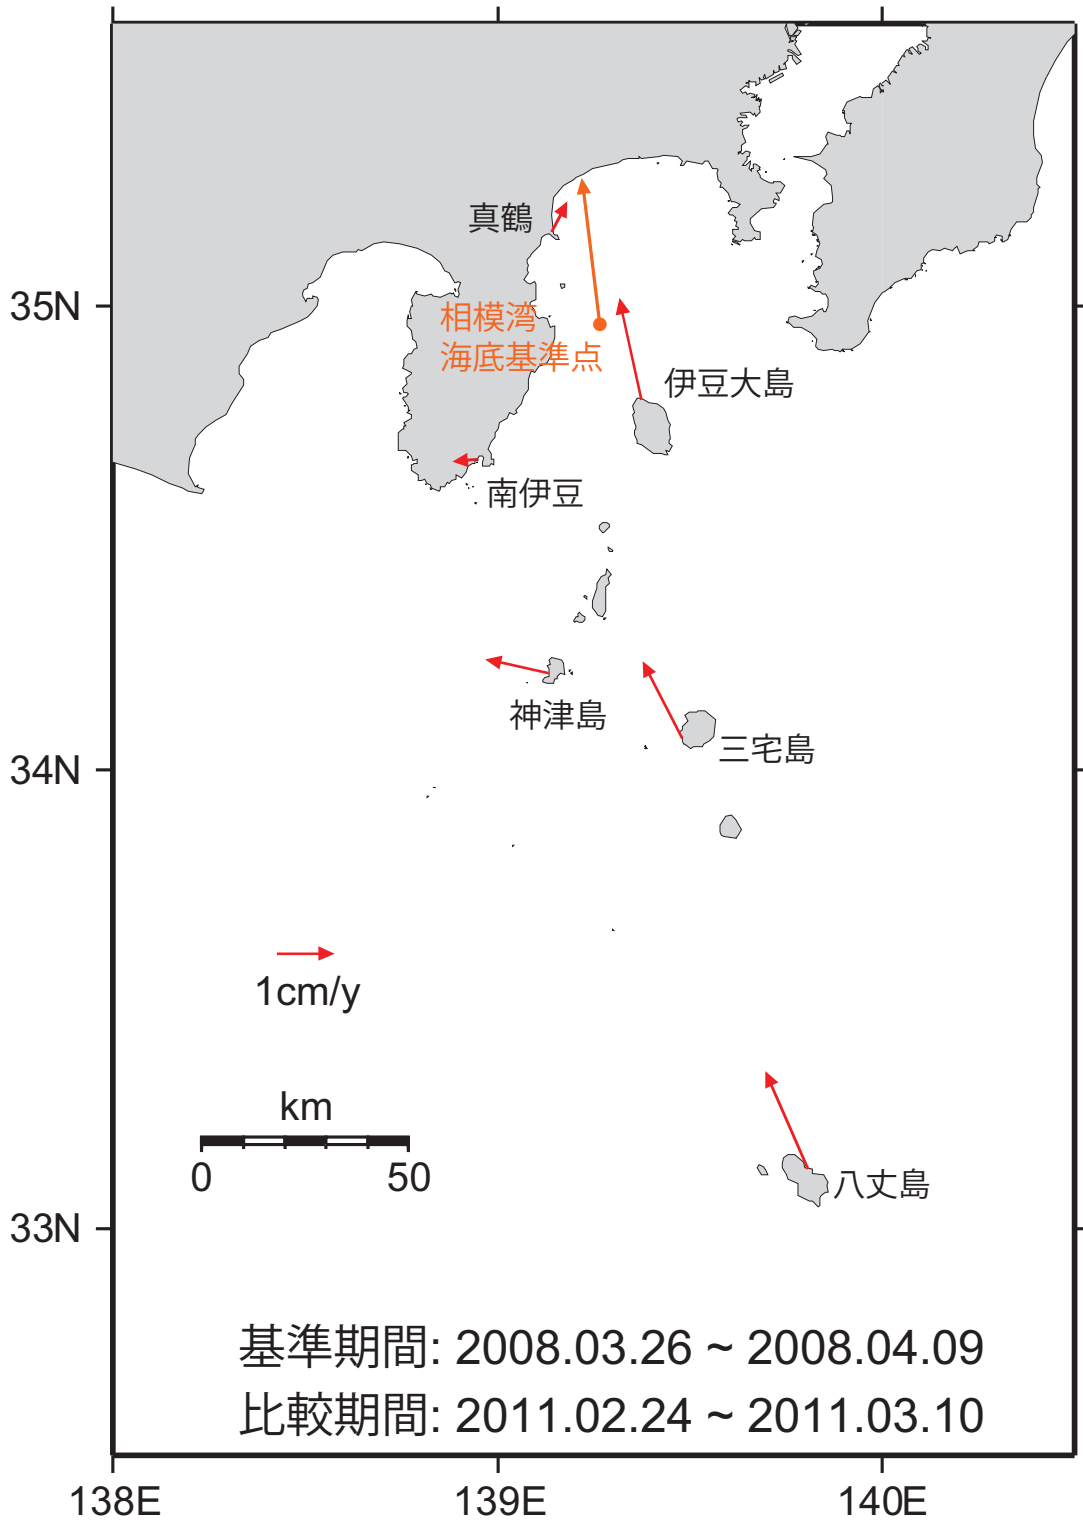 真鶴
35N
相模湾
海底基準点
伊豆大島
南伊豆
神津島
三宅島
34N
1cm/y
km
0 50
八丈島
33N
基準期間: 2008.03.26 ~ 2008.04.09
比較期間: 2011.02.24 ~ 2011.03.10
138E 139E 140E